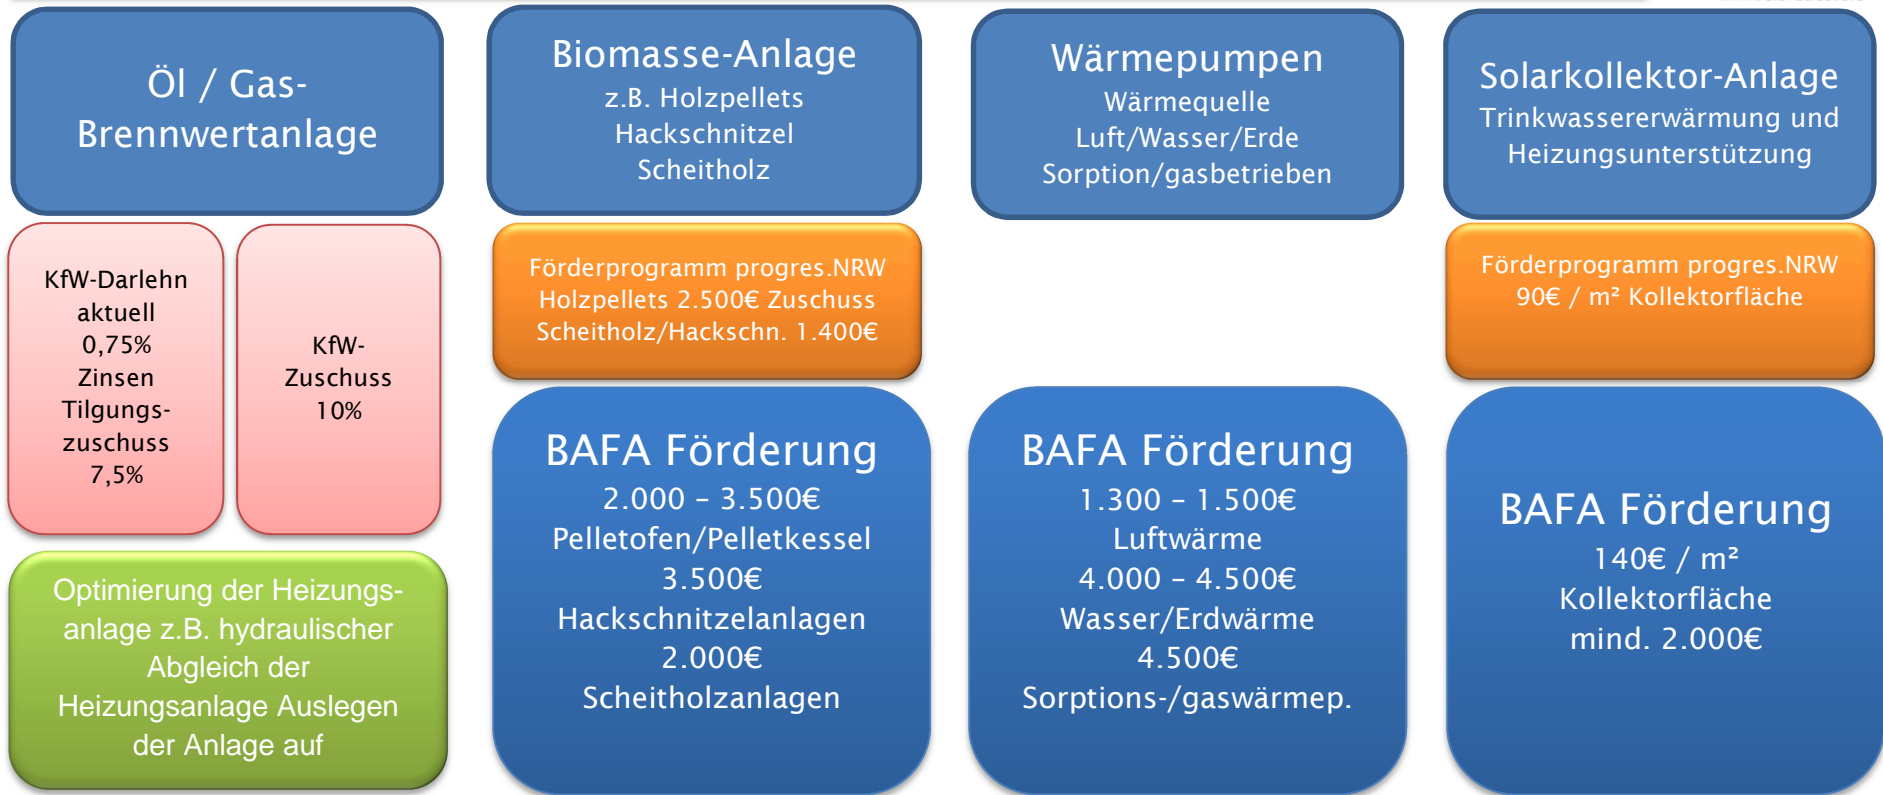 Öl / Gas-
Brennwertanlage
Biomasse-Anlage
z.B. Holzpellets
Hackschnitzel
Scheitholz
Wärmepumpen
Wärmequelle
Luft/Wasser/Erde
Sorption/gasbetrieben
Solarkollektor-Anlage
Trinkwassererwärmung und
Heizungsunterstützung
KfW-Darlehn
aktuell
0,75%
Zinsen
Tilgungs-
zuschuss
7,5%
KfW-
Zuschuss
10%
Förderprogramm progres.NRW
Holzpellets 2.500€ Zuschuss
Scheitholz/Hackschn. 1.400€
Förderprogramm progres.NRW
90€ / m² Kollektorfläche
Optimierung der Heizungs-
anlage z.B. hydraulischer
Abgleich der
Heizungsanlage Auslegen
der Anlage auf
BAFA Förderung
2.000 – 3.500€
Pelletofen/Pelletkessel
3.500€
Hackschnitzelanlagen
2.000€
Scheitholzanlagen
BAFA Förderung
1.300 – 1.500€
Luftwärme
4.000 – 4.500€
Wasser/Erdwärme
4.500€
Sorptions-/gaswärmep.
BAFA Förderung
140€ / m²
Kollektorfläche
mind. 2.000€